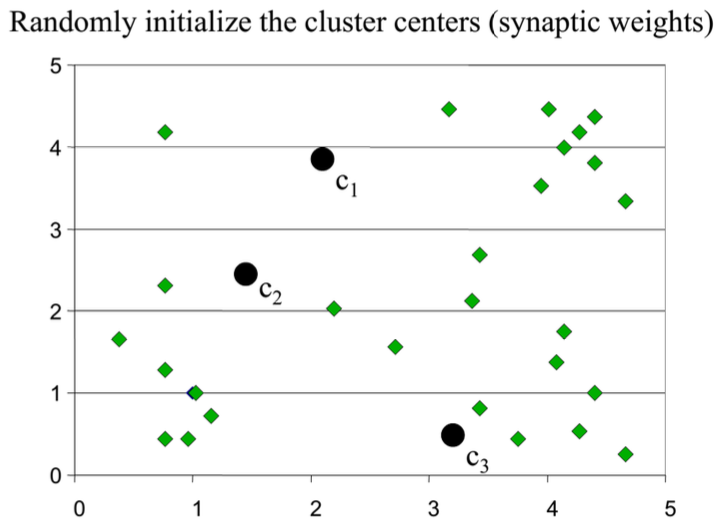 Randomly initialize the cluster centers (synaptic weights)
5
4
c₁
3
c₂
2
1
c₃
0
0 1 2 3 4 5